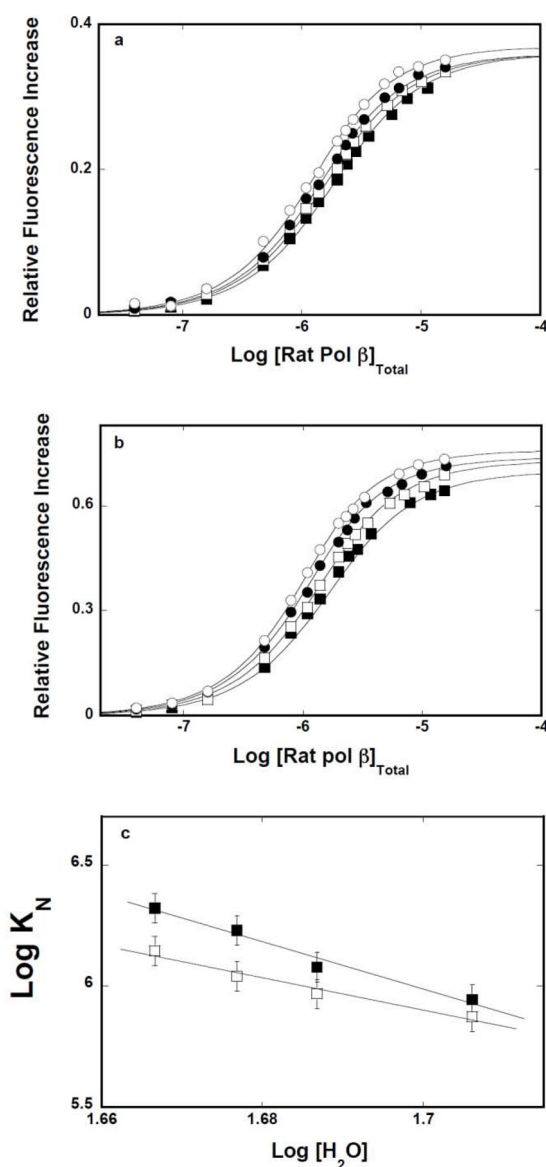 a
0.4
0.2
0
Relative Fluorescence Increase
-7
-6
-5
-4
Log [Rat Pol β]Total
b
0.6
0.3
0
Relative Fluorescence Increase
-7
-6
-5
-4
Log [Rat pol β]Total
c
6.5
6
5.5
Log KN
1.66
1.68
1.7
Log [H2O]